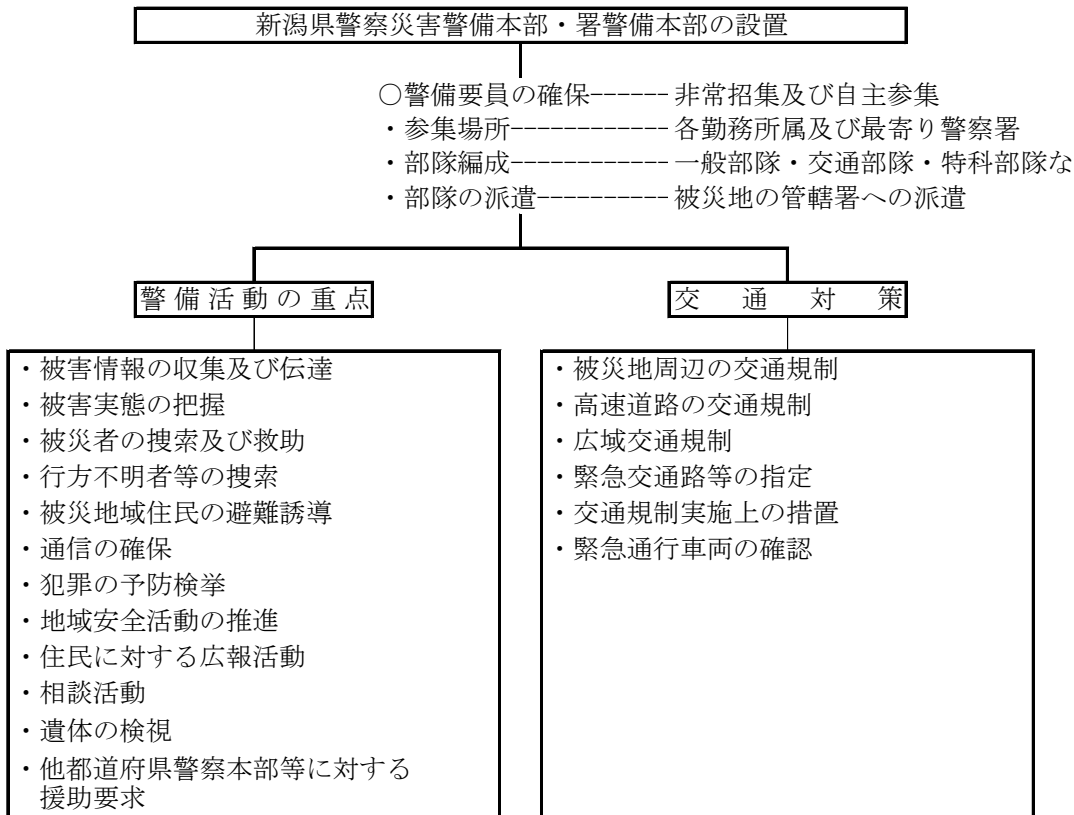 新潟県警察災害警備本部・署警備本部の設置
○警備要員の確保------ 非常招集及び自主参集
・参集場所------------ 各勤務所属及び最寄り警察署
・部隊編成------------ 一般部隊・交通部隊・特科部隊な
・部隊の派遣---------- 被災地の管轄署への派遣
警備活動の重点
・被害情報の収集及び伝達
・被害実態の把握
・被災者の捜索及び救助
・行方不明者等の捜索
・被災地域住民の避難誘導
・通信の確保
・犯罪の予防検挙
・地域安全活動の推進
・住民に対する広報活動
・相談活動
・遺体の検視
・他都道府県警察本部等に対する
援助要求
交通対策
・被災地周辺の交通規制
・高速道路の交通規制
・広域交通規制
・緊急交通路等の指定
・交通規制実施上の措置
・緊急通行車両の確認